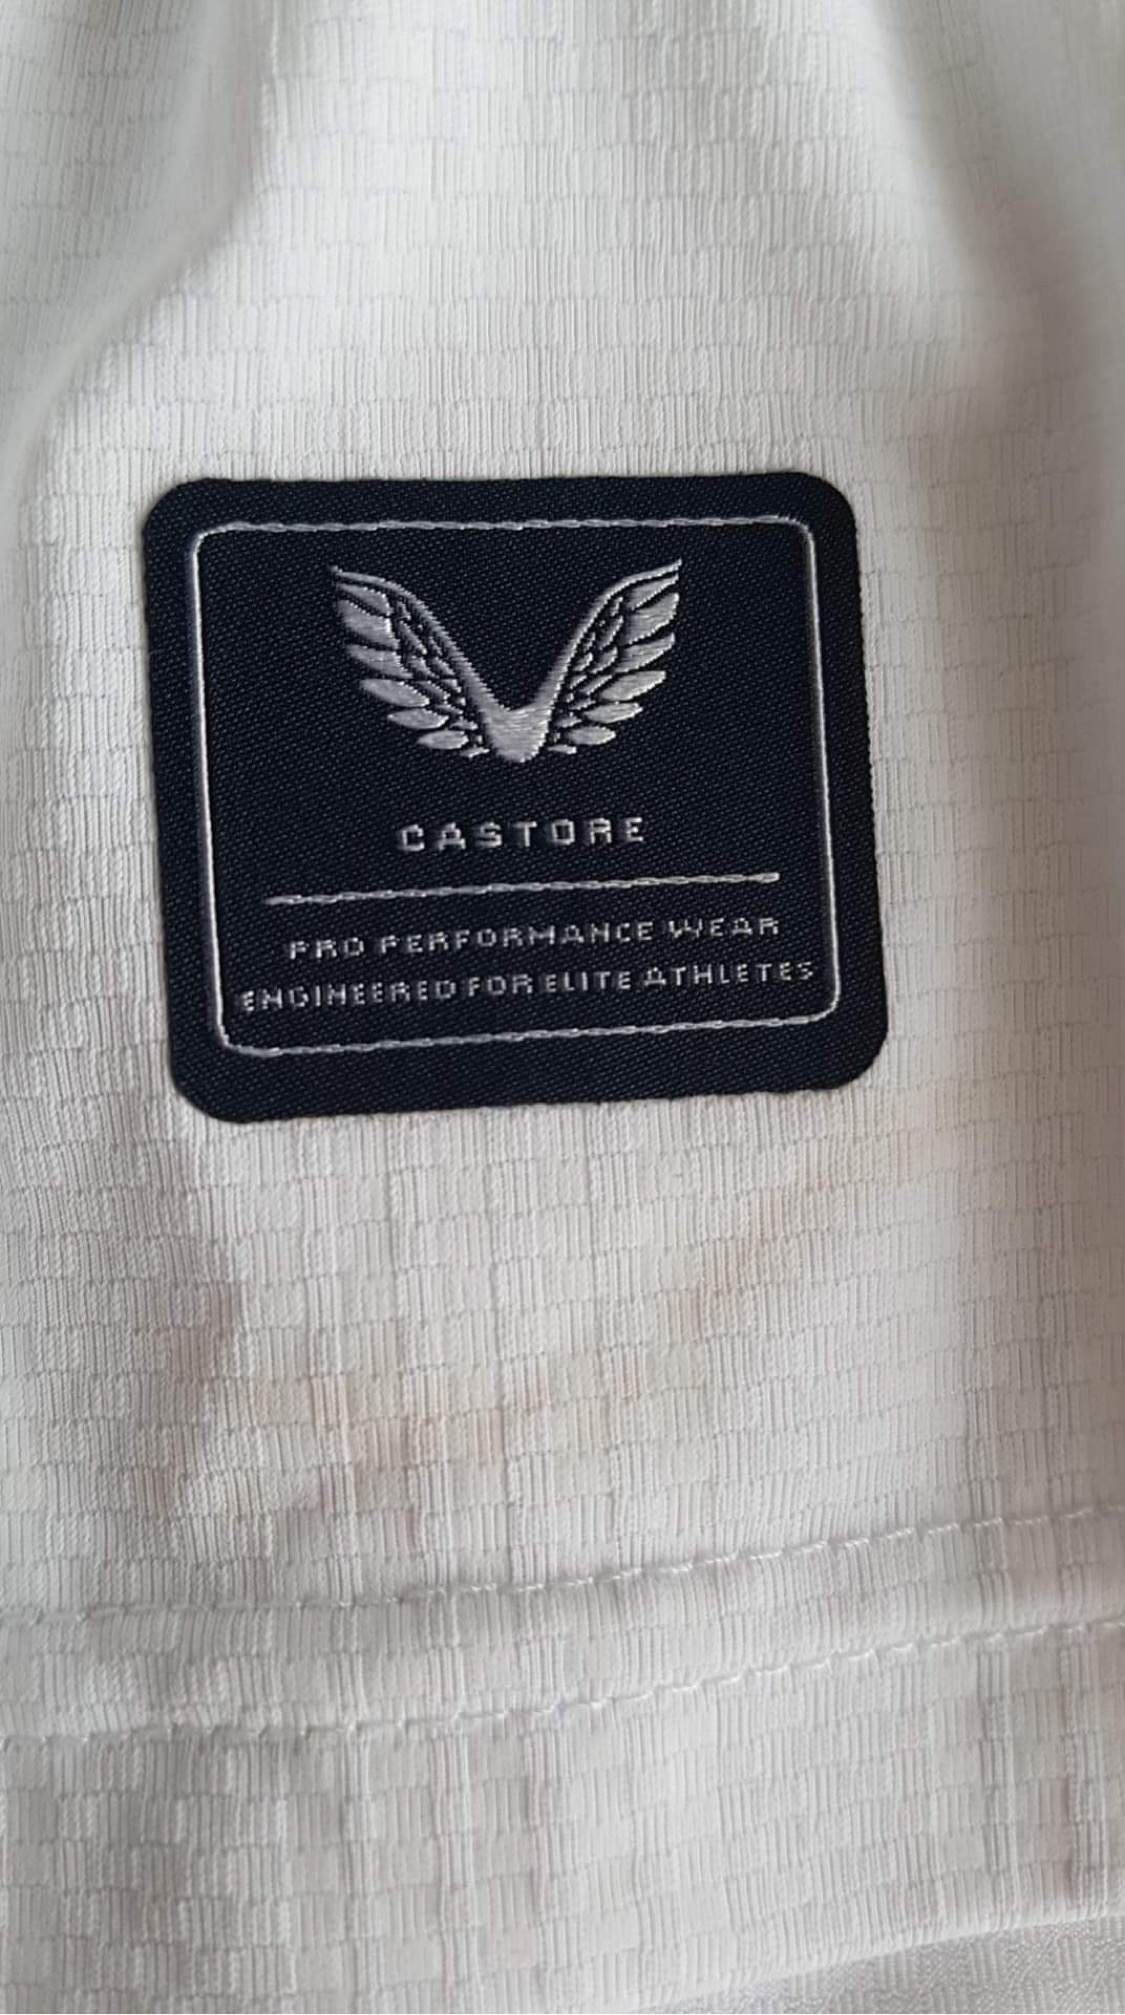 CASTORE
PRO PERFORMANCE WEAR
ENGINEERED FOR ELITE ATHLETES